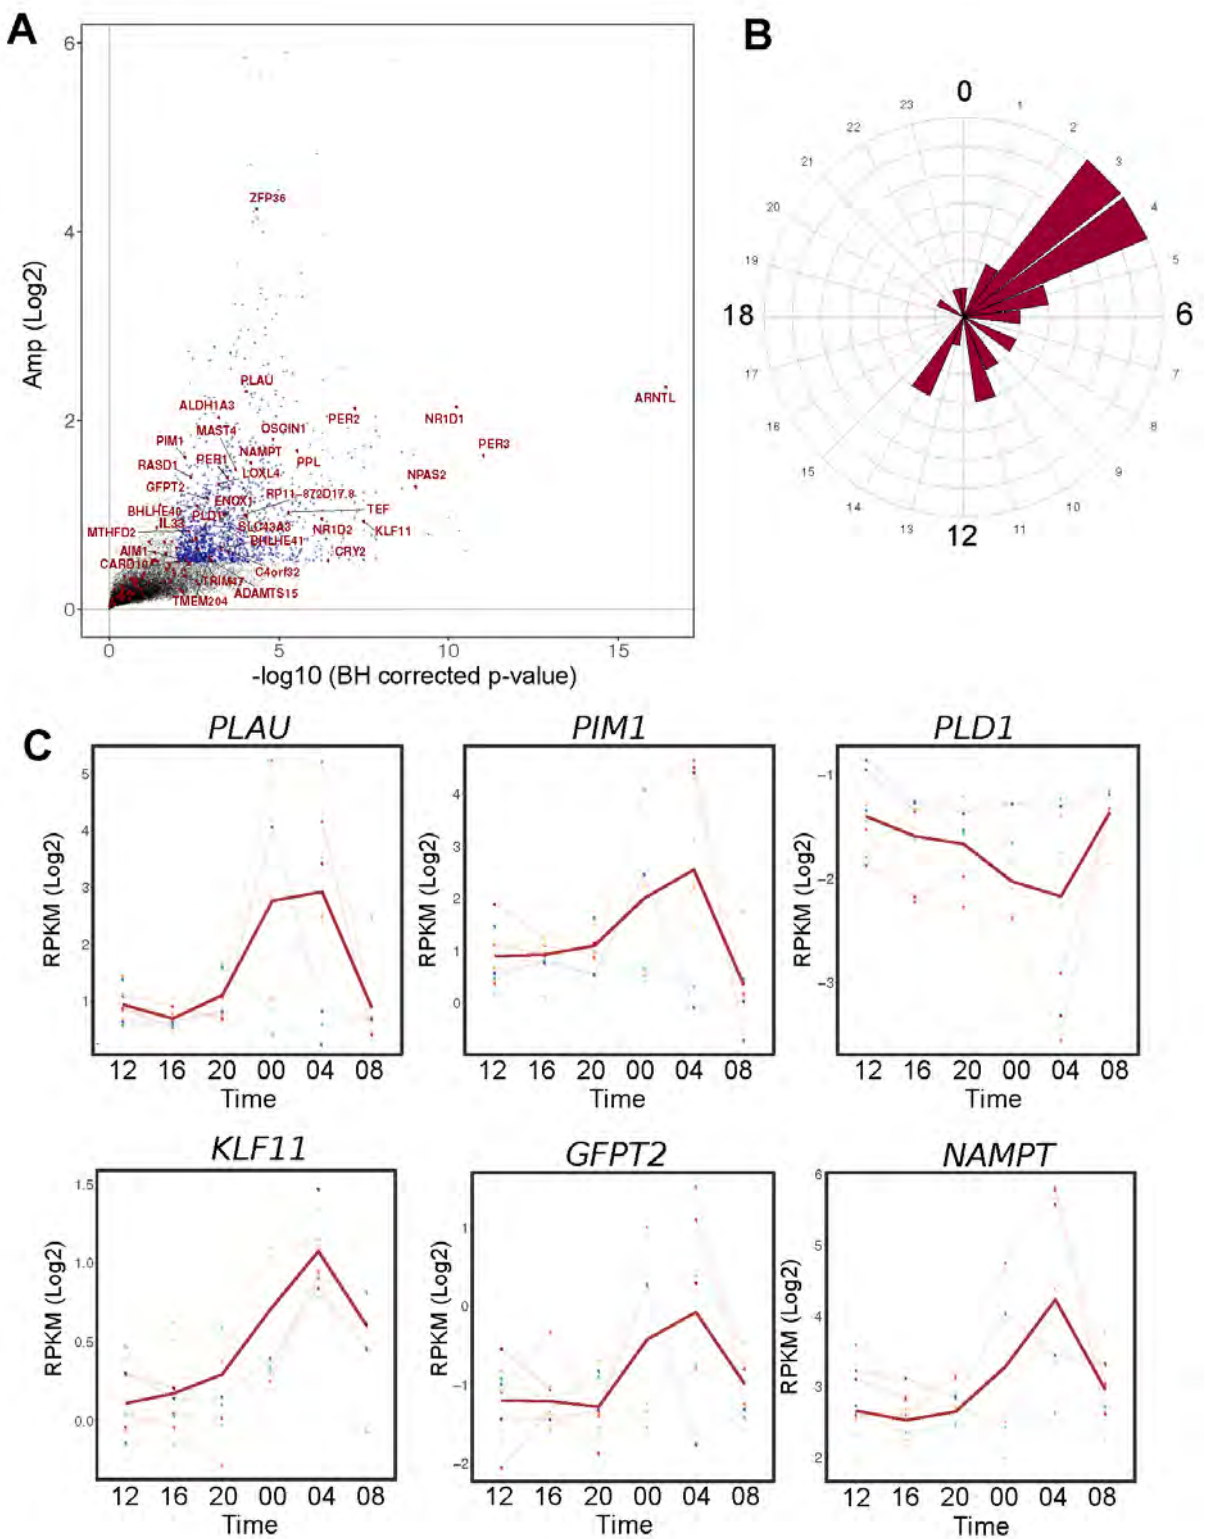 A
6
4
2
0
Amp (Log2)
ZFP36
PLAU
ALDH1A3
MAST4
OSGIN1
PER2
NR1D1
ARNTL
PIM1
PER1
NAMPT
PPL
PER3
RASD1
LOXL4
NPAS2
GFPT2
ENOX1
RP11-872D17.8
BHLHE40
PLD1
TEF
MTHFD2
IL33
SLC43A3
NR1D2
KLF11
BHLHE41
AIM1
CRY2
CARD10
C4orf32
TRIM47
ADAMTS15
TMEM204
0 5 10 15
-log10 (BH corrected p-value)
B
0
1
2
3
4
5
6
7
8
9
10
11
12
13
14
15
16
17
18
19
20
21
22
23
C
PLAU
RPKM (Log2)
5
4
3
2
1
12 16 20 00 04 08
Time
PIM1
RPKM (Log2)
4
3
2
1
0
12 16 20 00 04 08
Time
PLD1
RPKM (Log2)
−1
−2
−3
12 16 20 00 04 08
Time
KLF11
RPKM (Log2)
1.5
1.0
0.5
0.0
12 16 20 00 04 08
Time
GFPT2
RPKM (Log2)
1
0
−1
−2
12 16 20 00 04 08
Time
NAMPT
RPKM (Log2)
6
5
4
3
2
12 16 20 00 04 08
Time